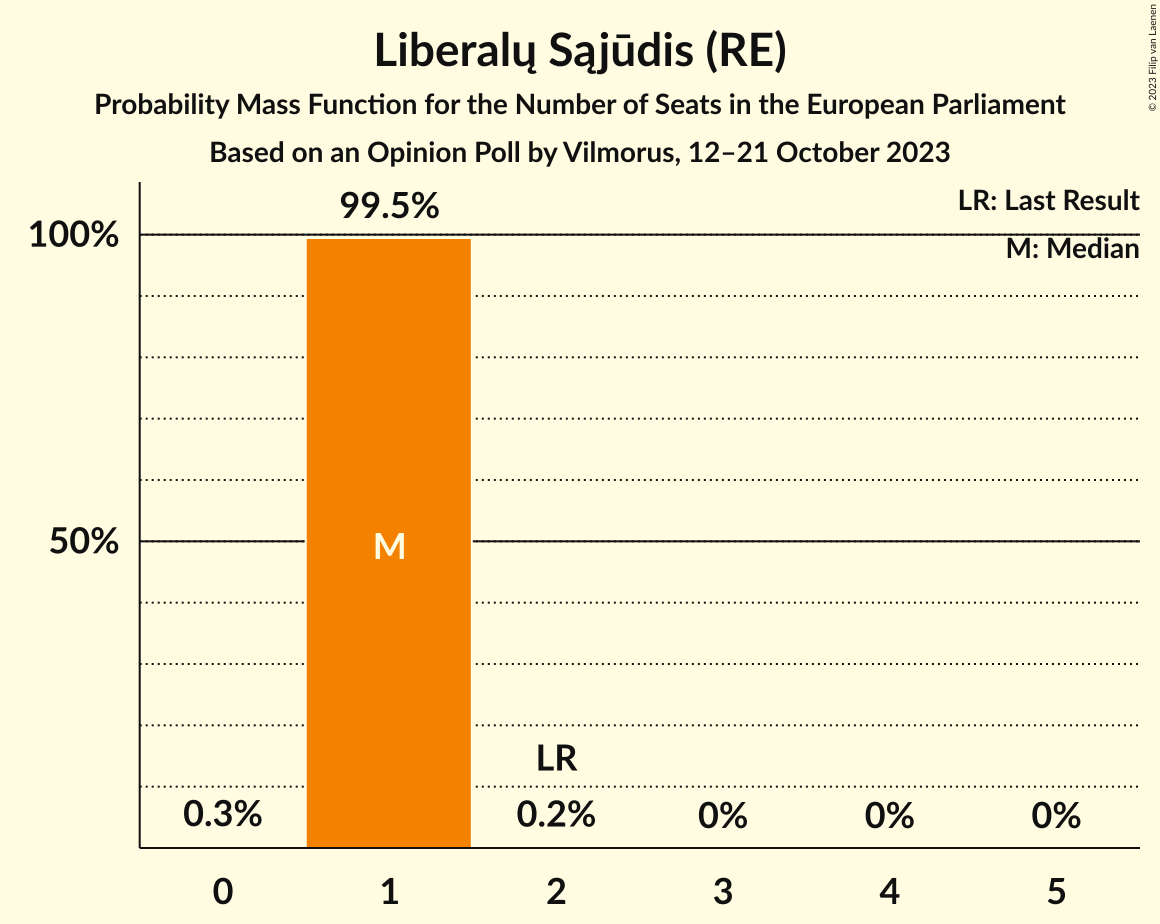 Liberalų Sąjūdis (RE)
Probability Mass Function for the Number of Seats in the European Parliament
Based on an Opinion Poll by Vilmorus, 12–21 October 2023
© 2023 Filip van Laenen
LR: Last Result
M: Median
99.5%
100%
50%
M
LR
0.3%
0.2%
0%
0%
0%
0
1
2
3
4
5